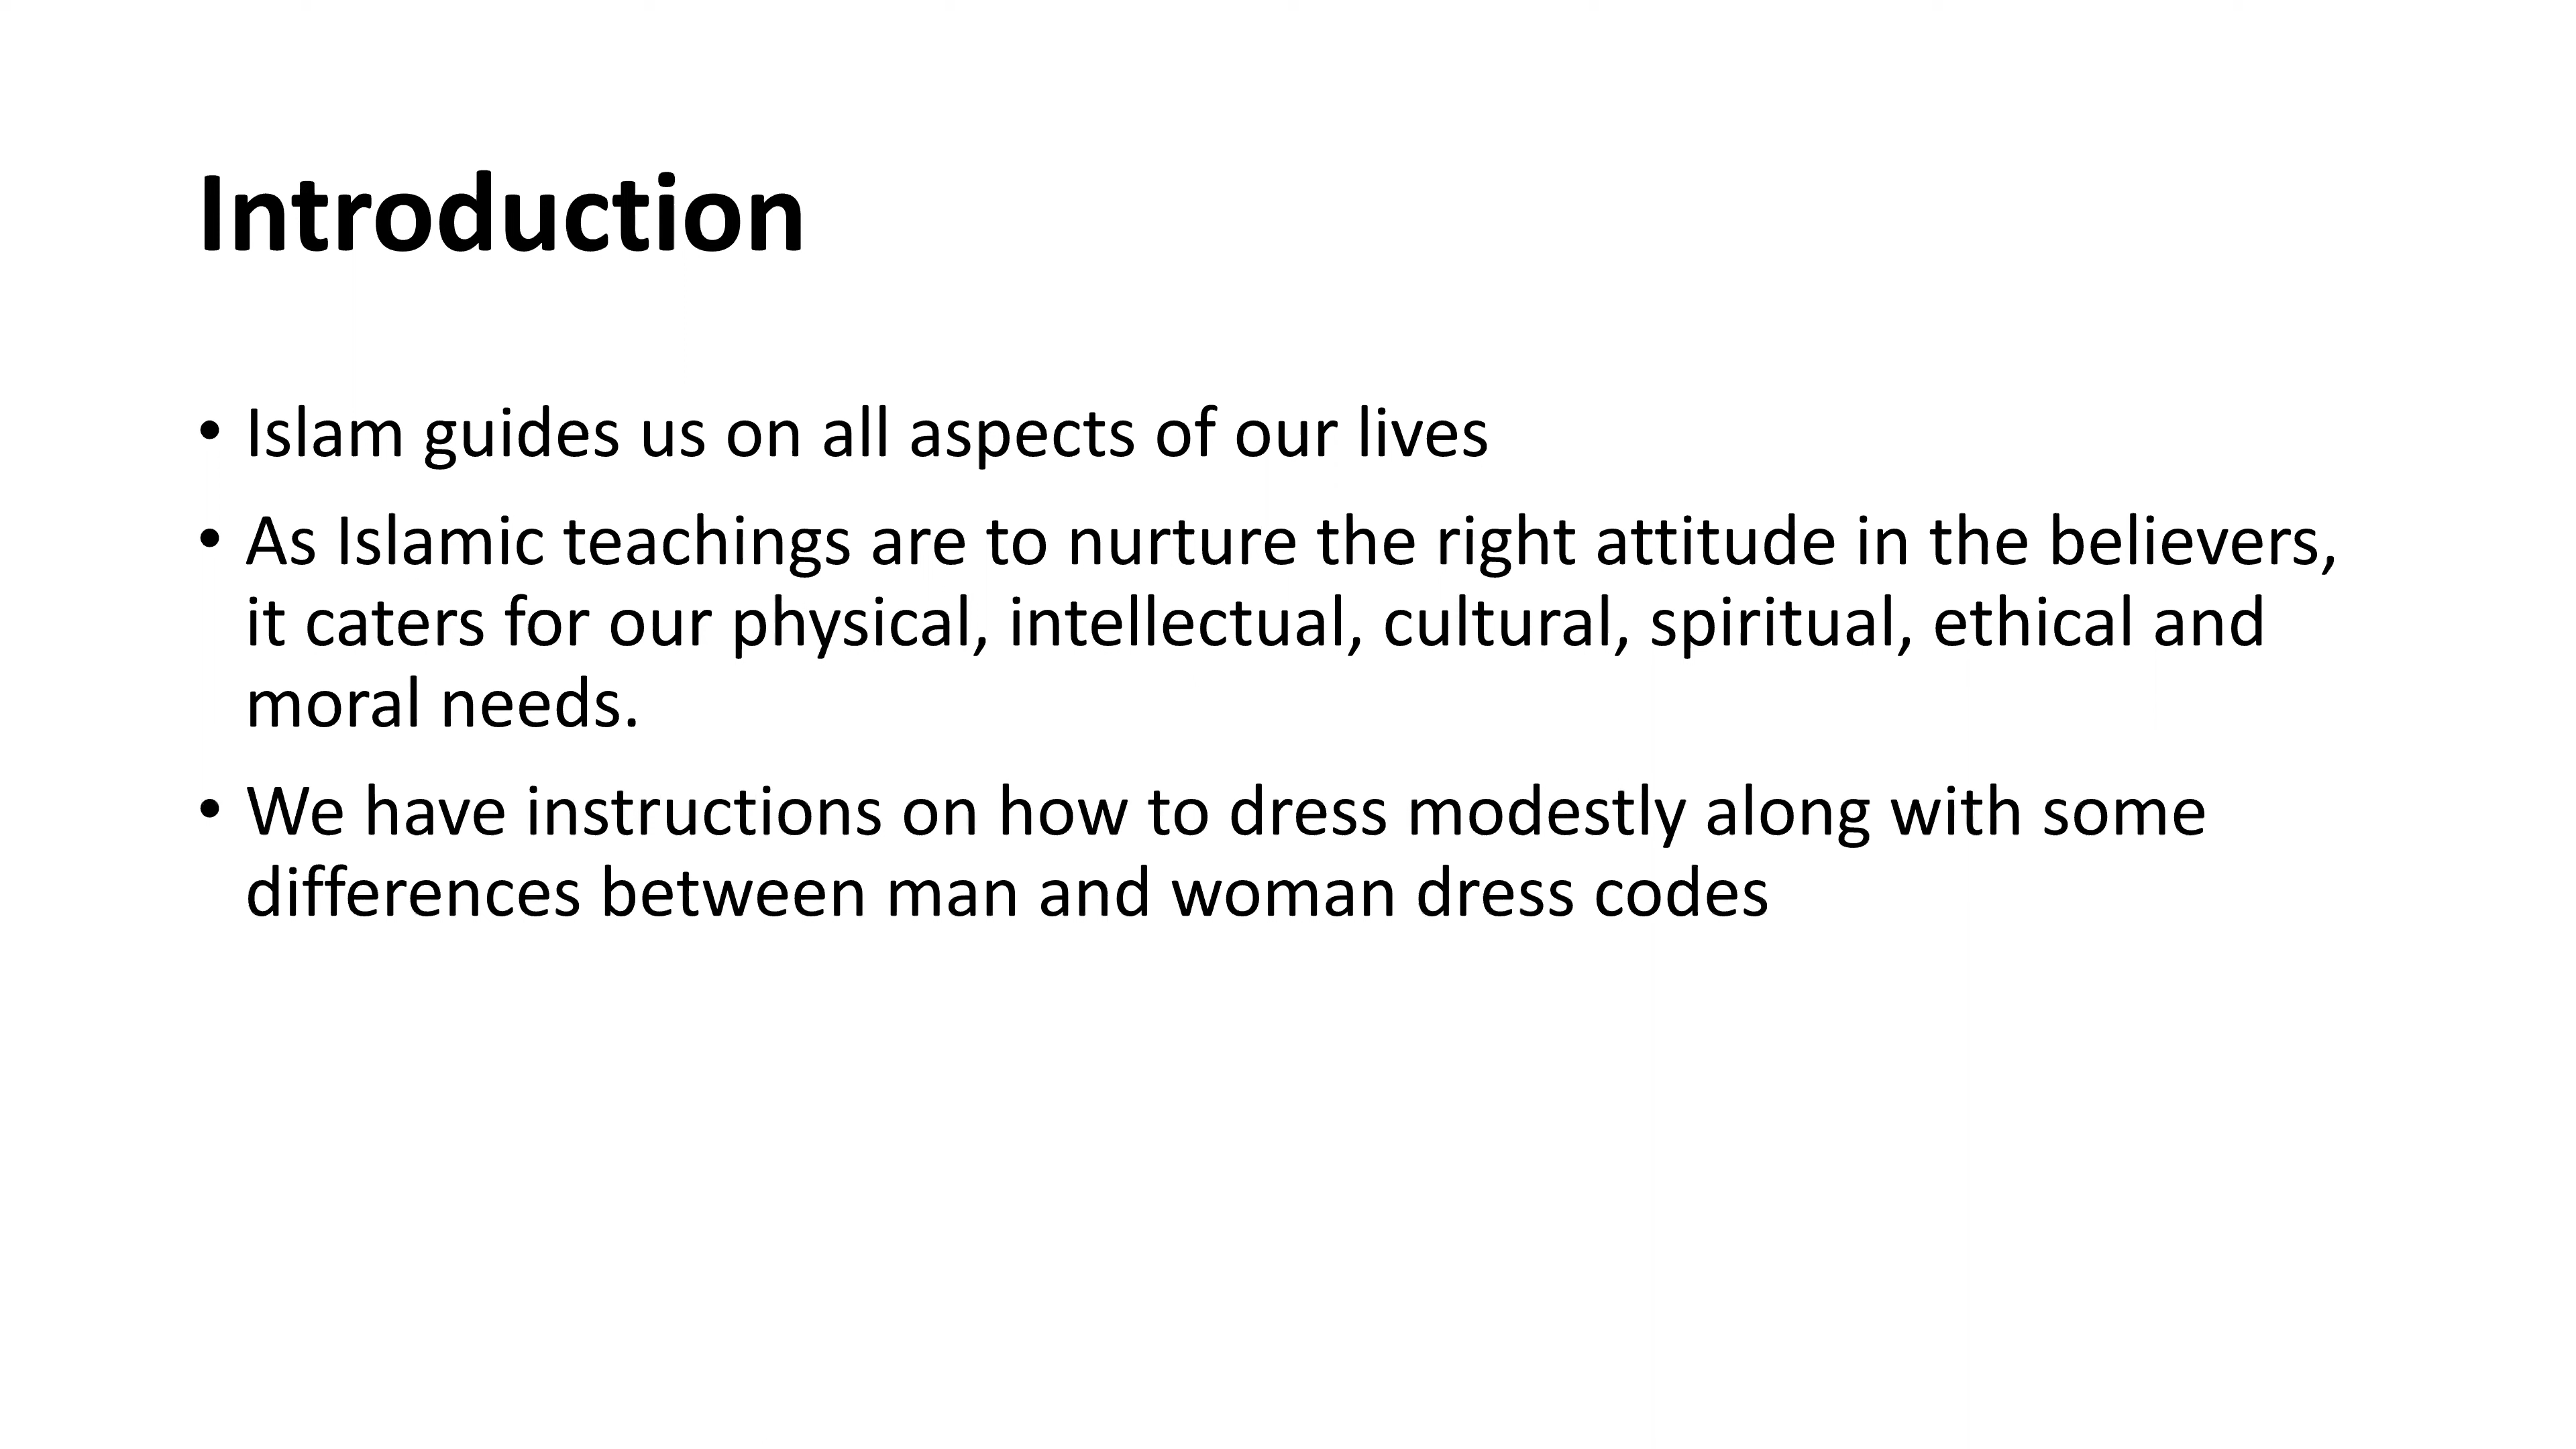 Introduction
• Islam guides us on all aspects of our lives
• As Islamic teachings are to nurture the right attitude in the believers,
it caters for our physical, intellectual, cultural, spiritual, ethical and
moral needs.
• We have instructions on how to dress modestly along with some
differences between man and woman dress codes